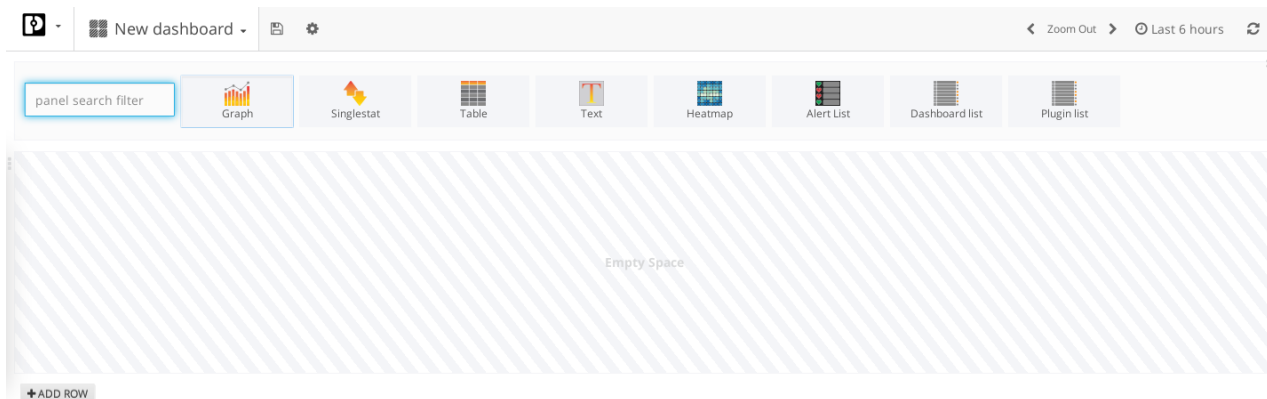 New dashboard
Zoom Out
Last 6 hours
panel search filter
Graph
Singlestat
Table
Text
Heatmap
Alert List
Dashboard list
Plugin list
Empty Space
+ADD ROW